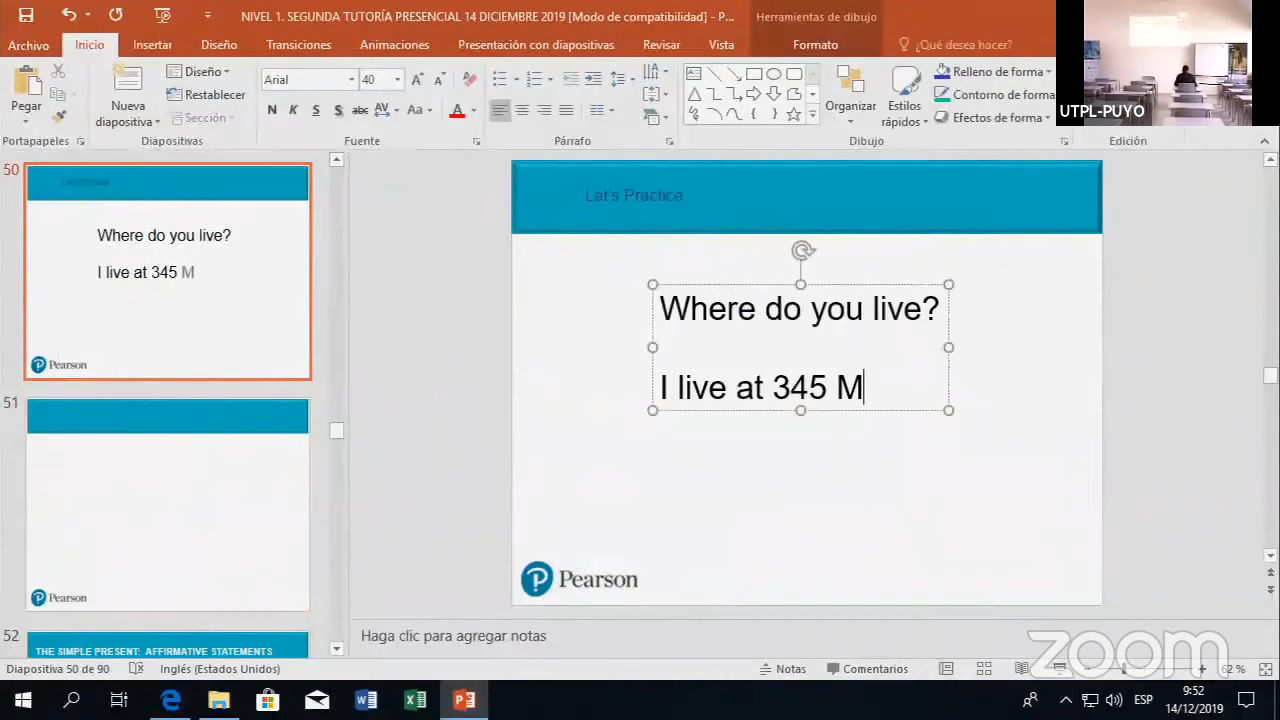 NIVEL 1. SEGUNDA TUTORÍA PRESENCIAL 14 DICIEMBRE 2019 [Modo de compatibilidad] - P...
Herramientas de dibujo
Archivo
Inicio
Insertar
Diseño
Transiciones
Animaciones
Presentación con diapositivas
Revisar
Vista
Formato
¿Qué desea hacer?
UTPL-PUYO
Pegar
Nueva
diapositiva
Diseño
Restablecer
Sección
Arial
40
N K S S abc AV Aa A
Organizar
Estilos
rápidos
Relleno de forma
Contorno de forma
Efectos de forma
Portapapeles
Diapositivas
Fuente
Párrafo
Dibujo
Edición
50
Where do you live?
I live at 345 M
Pearson
51
Pearson
52
THE SIMPLE PRESENT: AFFIRMATIVE STATEMENTS
Let's Practice
Where do you live?
I live at 345 M
Pearson
Haga clic para agregar notas
zoom
Diapositiva 50 de 90
Inglés (Estados Unidos)
Notas
Comentarios
62 %
ESP
9:52
14/12/2019